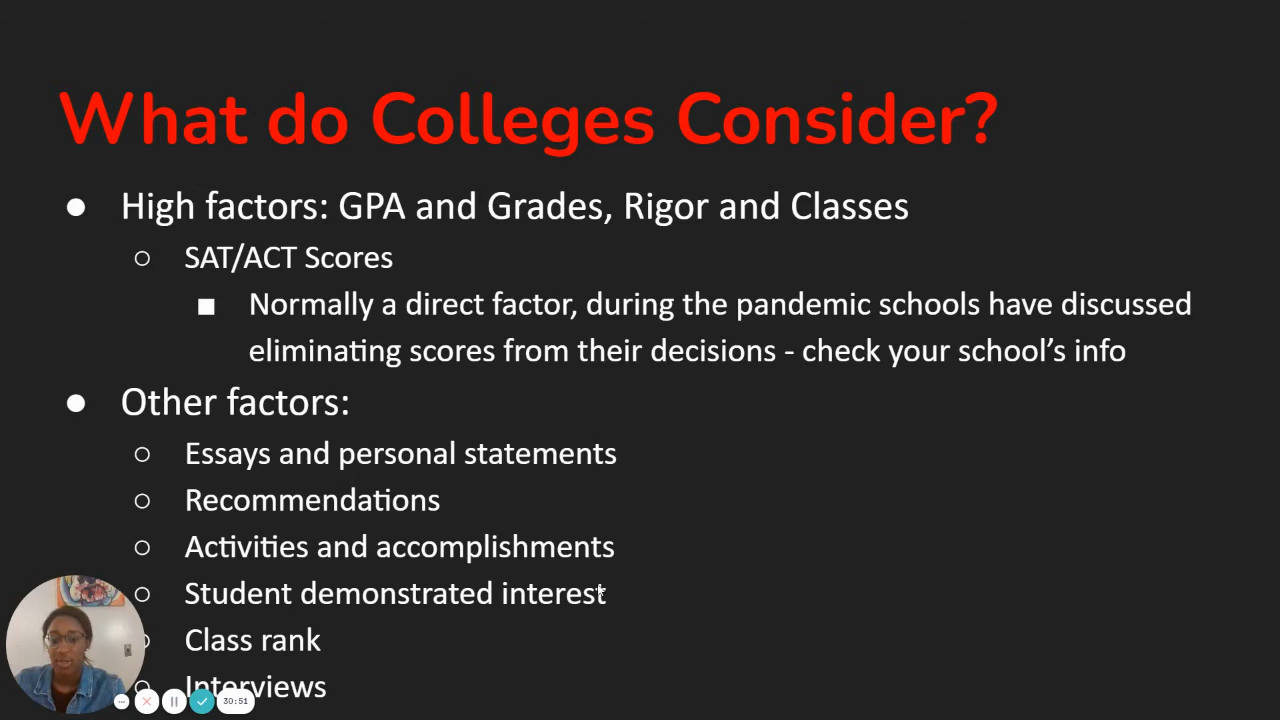 What do Colleges Consider?
● High factors: GPA and Grades, Rigor and Classes
○ SAT/ACT Scores
■ Normally a direct factor, during the pandemic schools have discussed
eliminating scores from their decisions - check your school's info
● Other factors:
○ Essays and personal statements
○ Recommendations
○ Activities and accomplishments
○ Student demonstrated interest
○ Class rank
○ Interviews
30:51